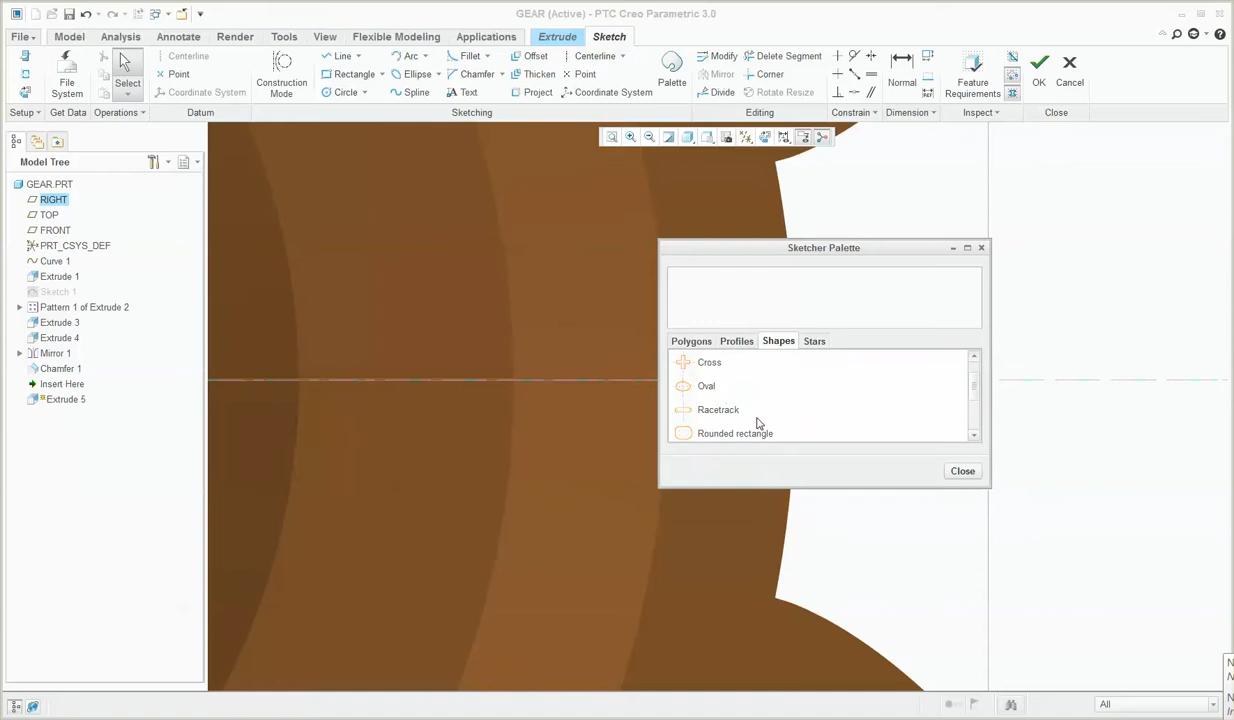 GEAR (Active) - PTC Creo Parametric 3.0
File Model Analysis Annotate Render Tools View Flexible Modeling Applications Extrude Sketch
File System
Select
Centerline
Point
Coordinate System
Construction Mode
Line Arc Fillet Offset Centerline
Rectangle Ellipse Chamfer Thicken Point
Circle Spline Text Project Coordinate System
Palette
Modify Delete Segment
Mirror Corner
Divide Rotate Resize
Normal
Feature Requirements
OK Cancel
Setup Get Data Operations Datum Sketching Editing Constrain Dimension Inspect Close
Model Tree
GEAR.PRT
RIGHT
TOP
FRONT
PRT_CSYS_DEF
Curve 1
Extrude 1
Sketch 1
Pattern 1 of Extrude 2
Extrude 3
Extrude 4
Mirror 1
Chamfer 1
Insert Here
Extrude 5
Sketcher Palette
Polygons Profiles Shapes Stars
Cross
Oval
Racetrack
Rounded rectangle
Close
All